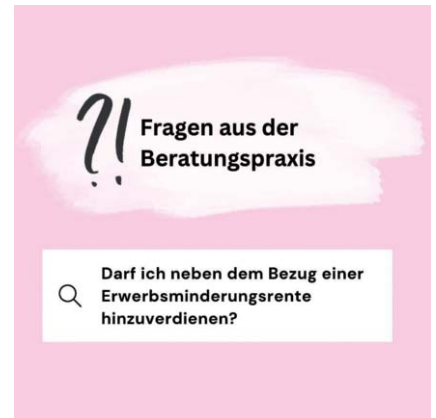 ?!
Fragen aus der
Beratungspraxis
Darf ich neben dem Bezug einer
Erwerbsminderungsrente
hinzuverdienen?